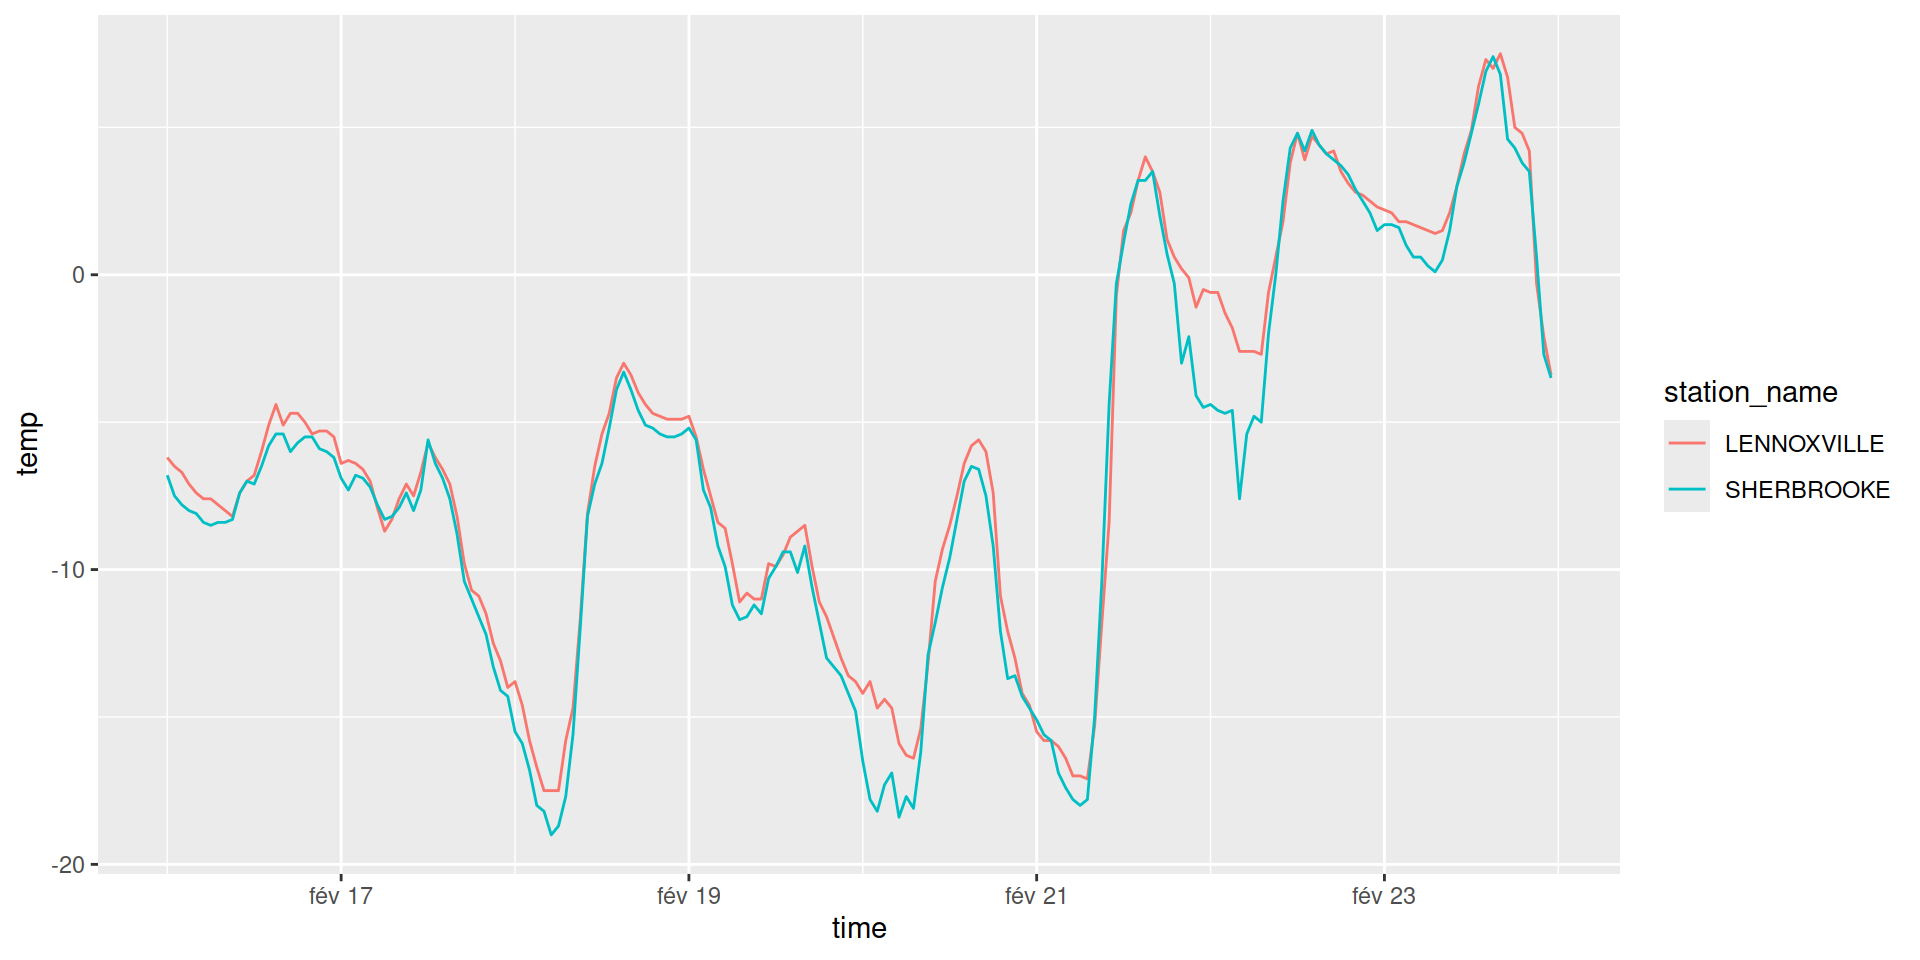 temp
0
-10
-20
fév 17
fév 19
fév 21
fév 23
time
station_name
LENNOXVILLE
SHERBROOKE